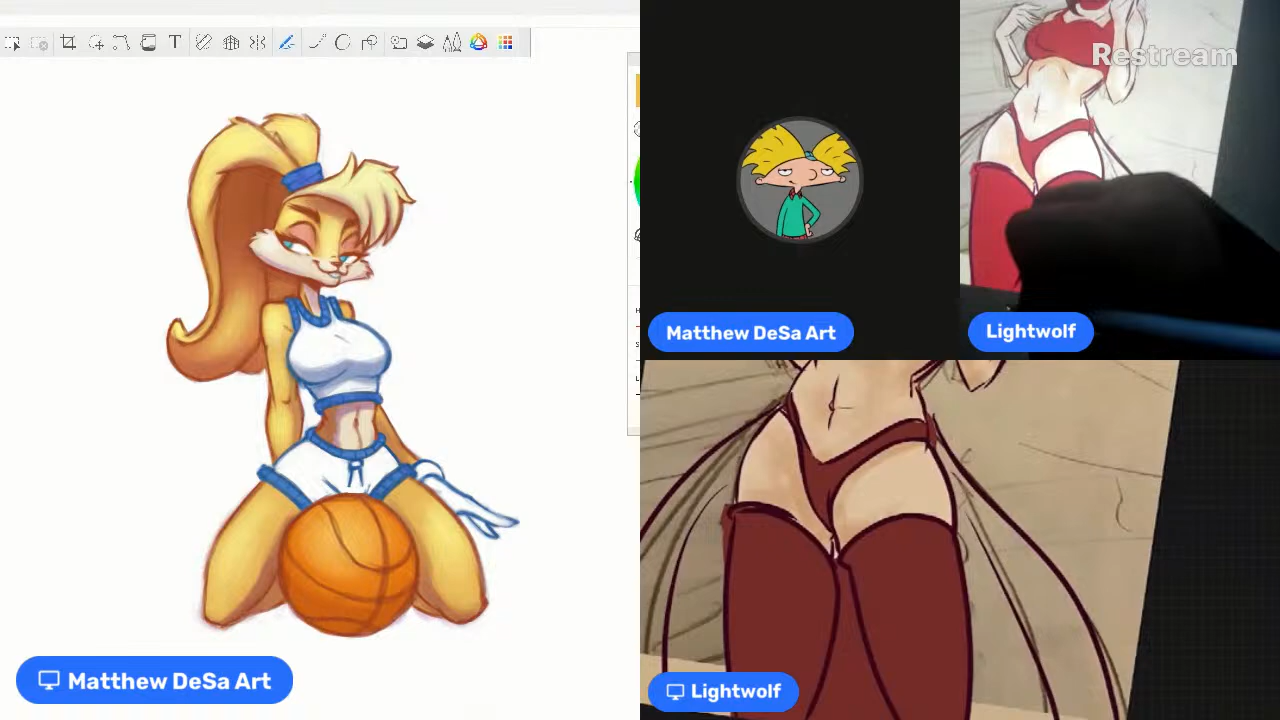 T
Restream
Matthew DeSa Art
Lightwolf
H
S
L
Matthew DeSa Art
Lightwolf